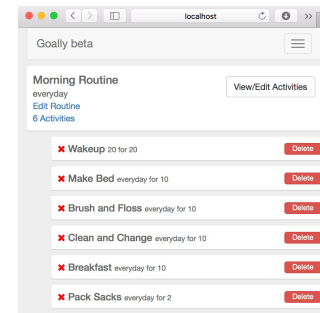 localhost
Goally beta
Morning Routine
everyday
Edit Routine
6 Activities
View/Edit Activities
Wakeup 20 for 20 Delete
Make Bed everyday for 10 Delete
Brush and Floss everyday for 10 Delete
Clean and Change everyday for 10 Delete
Breakfast everyday for 10 Delete
Pack Sacks everyday for 2 Delete